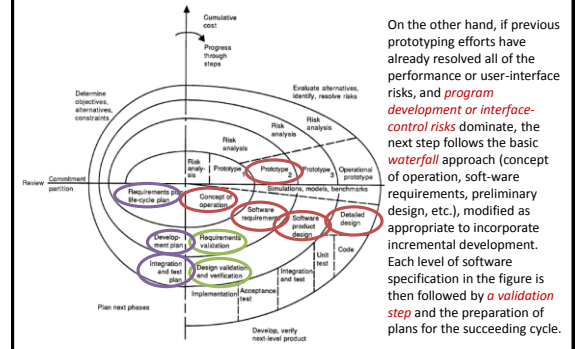 Cumulative
cost
Progress
through
steps
Determine
objectives,
alternatives,
constraints
Evaluate alternatives,
identify, resolve risks
Risk
analysis
Risk
analysis
Risk
analy-
sis
Prototype
Prototype
2
Prototype
3
Operational
prototype
Review
Commitment
partition
Requirements plan
life-cycle plan
Concept of
operation
Simulations, models, benchmarks
Software
requirements
Software
product
design
Detailed
design
Develop-
ment plan
Requirements
validation
Integration
and test
plan
Design validation
and verification
Code
Unit
test
Integration
and test
Acceptance
test
Implementation
Plan next phases
Develop, verify
next-level product
On the other hand, if previous
prototyping efforts have
already resolved all of the
performance or user-interface
risks, and program
development or interface-
control risks dominate, the
next step follows the basic
waterfall approach (concept
of operation, soft-ware
requirements, preliminary
design, etc.), modified as
appropriate to incorporate
incremental development.
Each level of software
specification in the figure is
then followed by a validation
step and the preparation of
plans for the succeeding cycle.